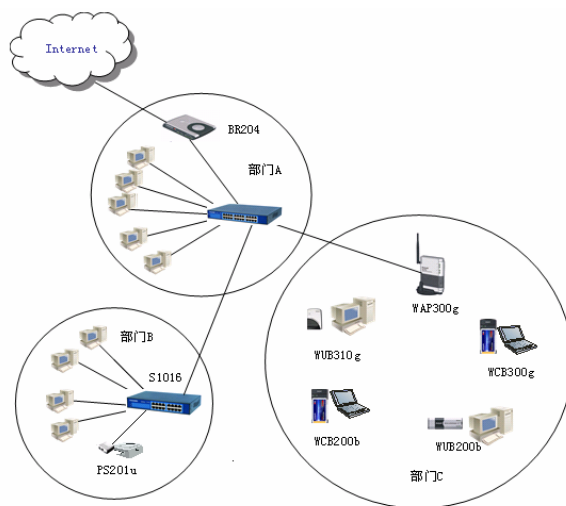 Internet
BR204
部门A
WAP300g
WUB310g
WCB300g
部门B
S1016
WCB200b
WUB200b
PS201u
部门C